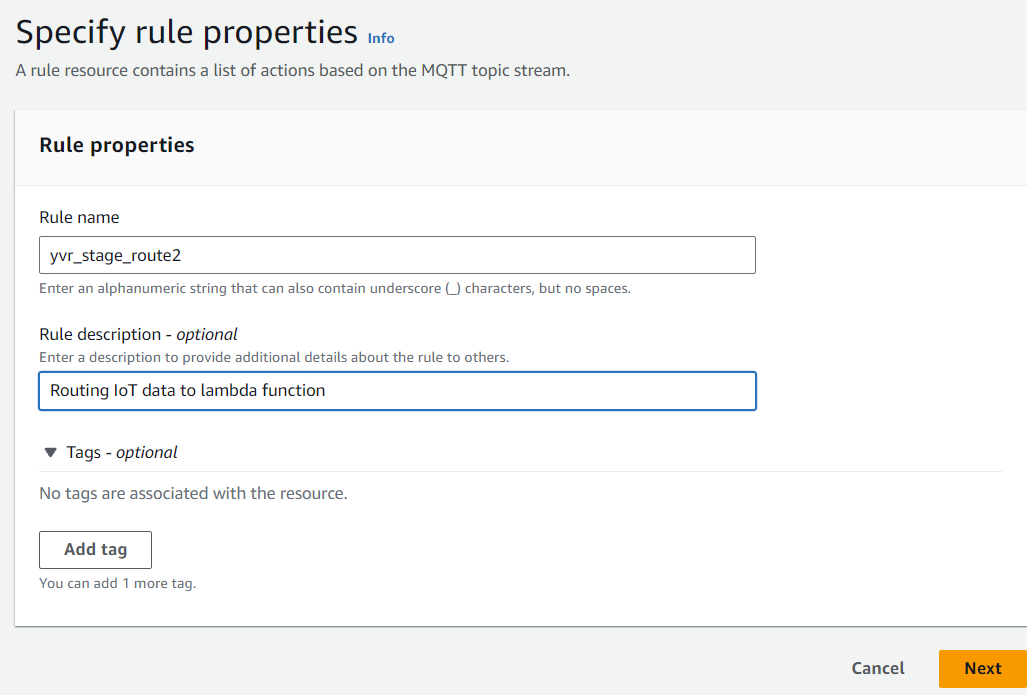 Specify rule properties Info
A rule resource contains a list of actions based on the MQTT topic stream.
Rule properties
Rule name
yvr_stage_route2
Enter an alphanumeric string that can also contain underscore (_) characters, but no spaces.
Rule description - optional
Enter a description to provide additional details about the rule to others.
Routing IoT data to lambda function
Tags - optional
No tags are associated with the resource.
Add tag
You can add 1 more tag.
Cancel Next